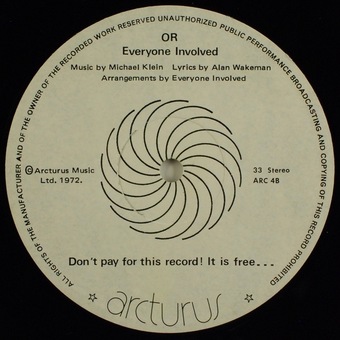 ALL RIGHTS OF THE MANUFACTURER AND OF THE OWNER OF THE RECORDED WORK RESERVED UNAUTHORIZED PUBLIC PERFORMANCE BROADCASTING AND COPYING OF THIS RECORD PROHIBITED
OR
Everyone Involved
Music by Michael Klein Lyrics by Alan Wakeman
Arrangements by Everyone Involved
©Arcturus Music
Ltd. 1972.
33 Stereo
ARC 4B
Don't pay for this record! It is free...
☆ arcturus ☆